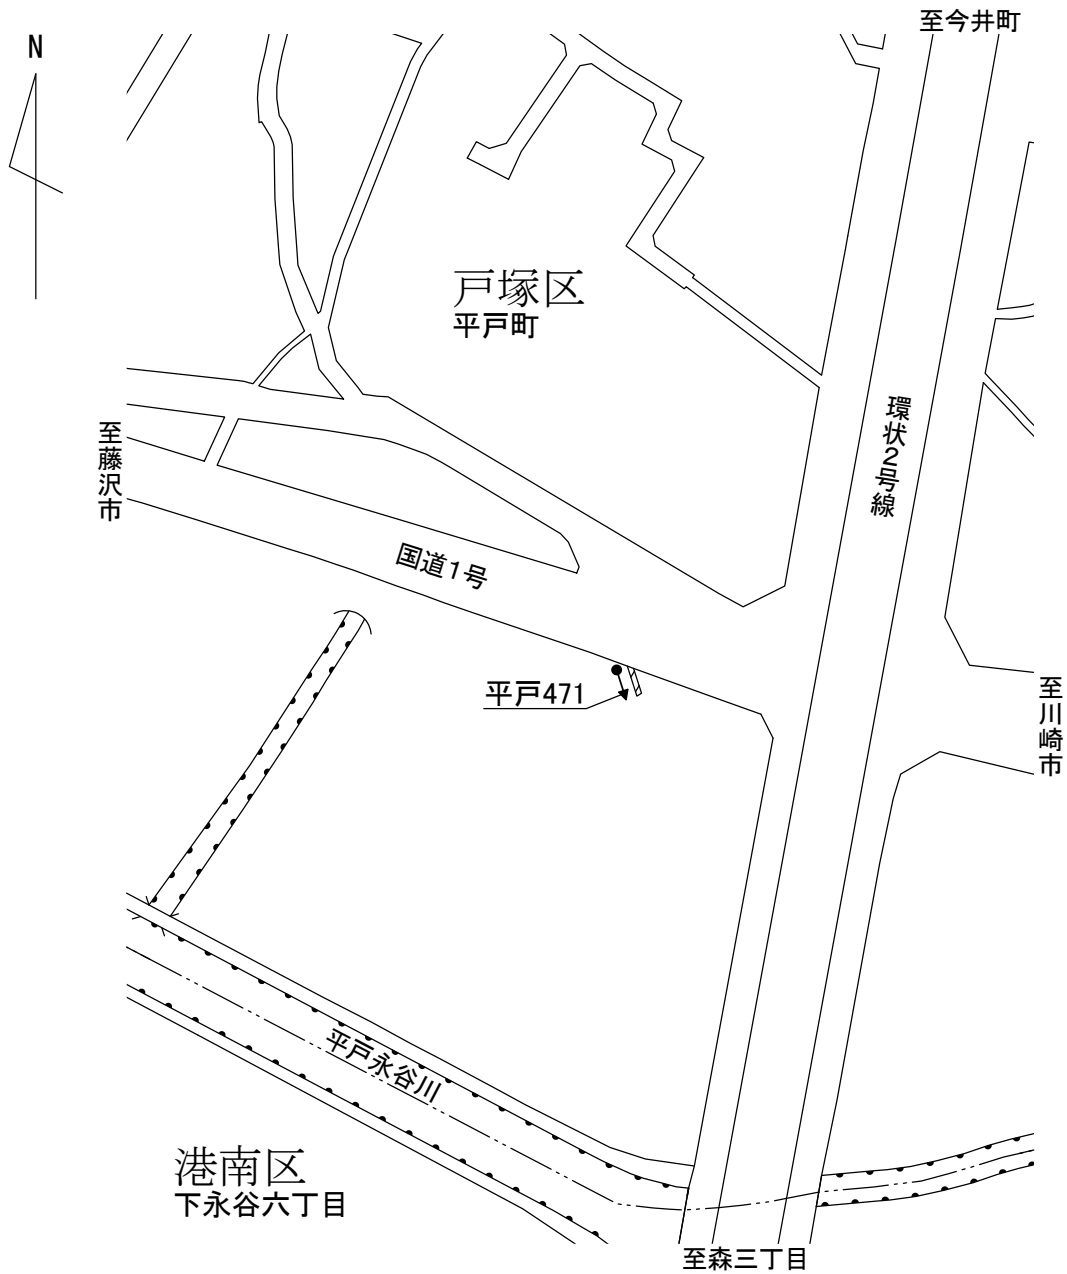 至今井町
N
戸塚区
平戸町
環状2号線
至藤沢市
国道1号
平戸471
至川崎市
平戸永谷川
港南区
下永谷六丁目
至森三丁目